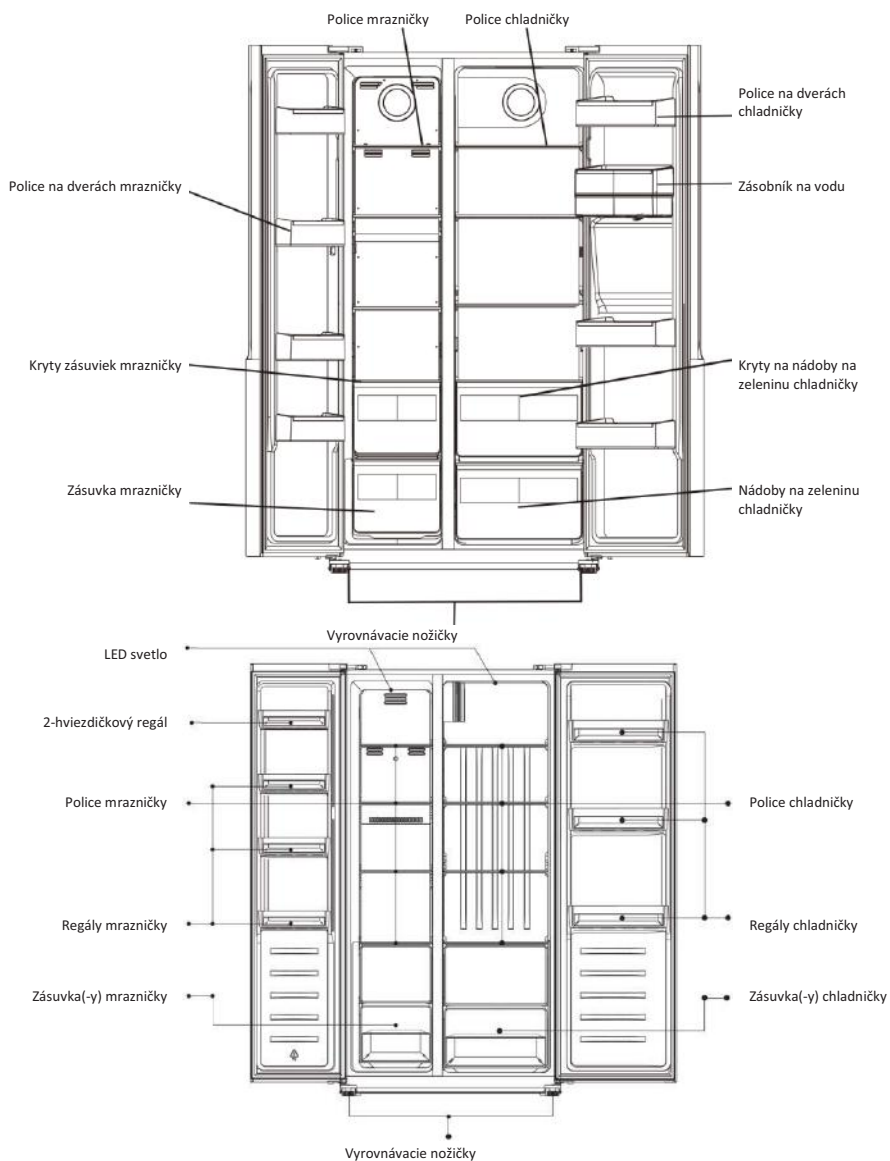 Police mrazničky
Police chladničky
Police na dverách
chladničky
Police na dverách mrazničky
Zásobník na vodu
Kryty zásuviek mrazničky
Kryty na nádoby na
zeleninu chladničky
Zásuvka mrazničky
Nádoby na zeleninu
chladničky
Vyrovnávacie nožičky
LED svetlo
2-hviezdičkový regál
Police mrazničky
Police chladničky
Regály mrazničky
Regály chladničky
Zásuvka(-y) mrazničky
Zásuvka(-y) chladničky
Vyrovnávacie nožičky